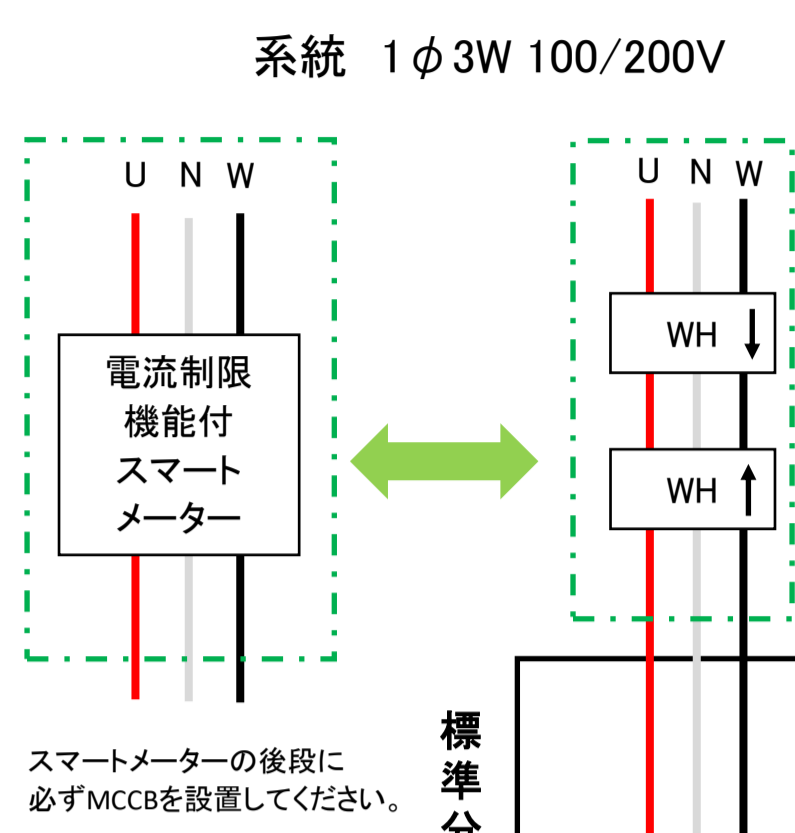 系統 1φ3W 100/200V
U N W
電流制限
機能付
スマート
メーター
スマートメーターの後段に
必ずMCCBを設置してください。
U N W
WH ↓
WH ↑
標準分